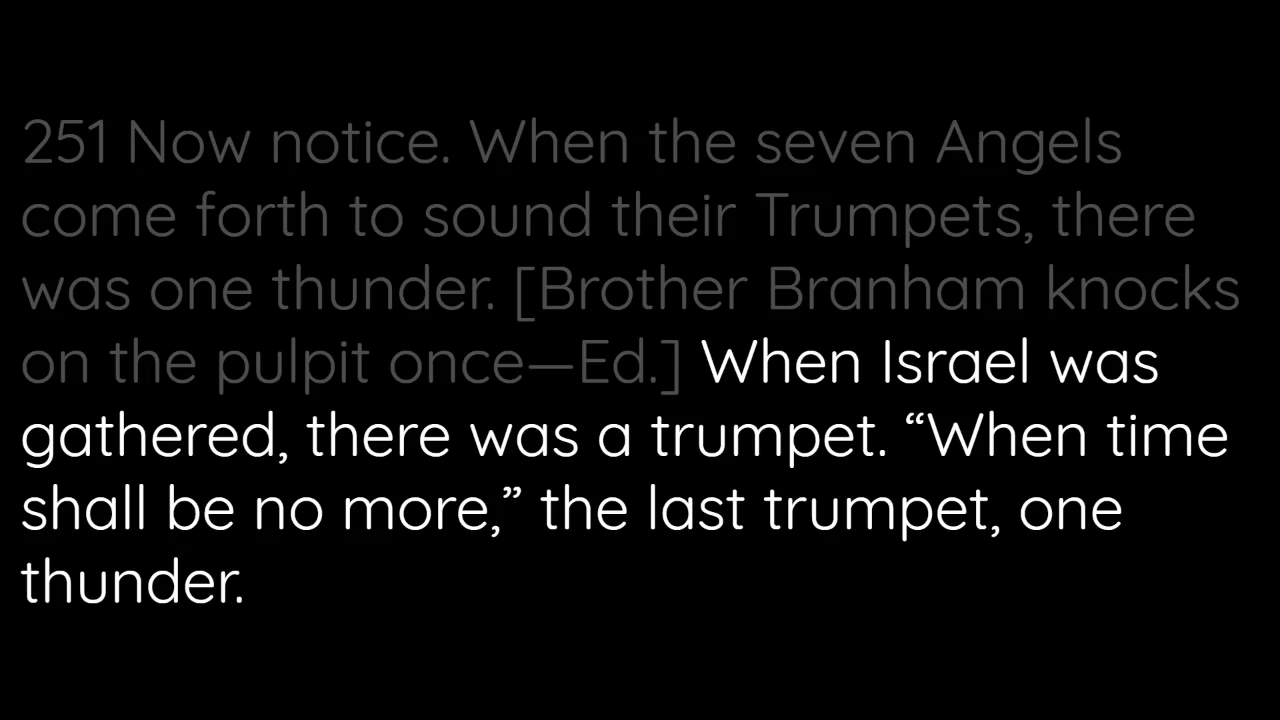 251 Now notice. When the seven Angels
come forth to sound their Trumpets, there
was one thunder. [Brother Branham knocks
on the pulpit once—Ed.] When Israel was
gathered, there was a trumpet. “When time
shall be no more,” the last trumpet, one
thunder.